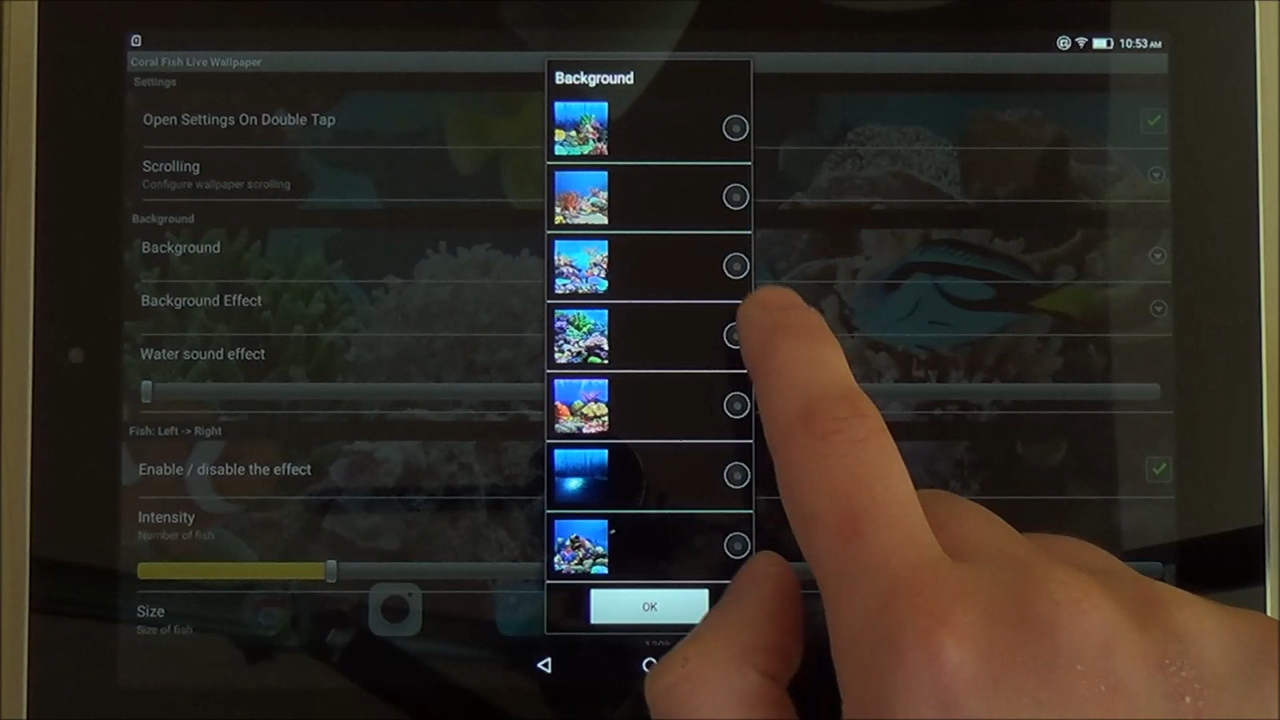 10:53 AM
Coral Fish Live Wallpaper
Settings
Open Settings On Double Tap
Scrolling
Configure wallpaper scrolling
Background
Background
Background Effect
Water sound effect
Fish: Left -> Right
Enable / disable the effect
Intensity
Number of fish
Size
Size of fish
Background
OK